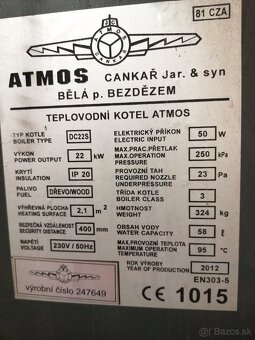 81 CZA
ATMOS
CANKA
ATMOS CANKAŘ Jar. & syn
BĚLÁ p. BEZDĚZEM
TEPLOVODNÍ KOTEL ATMOS
TYP KOTLE
BOILER TYPE DC22S
VÝKON
POWER OUTPUT 22 kW
KRYTÍ
INSULATION IP 20
PALIVO
FUEL DŘEVO/WOOD
VÝHŘEVNÁ PLOCHA
HEATING SURFACE 2,1 m²
BEZPEČNÁ VZDÁLENOST
SECURITY DISTANCE 400 mm
NAPĚTÍ
VOLTAGE 230V / 50Hz
ELEKTRICKÝ PŘÍKON
ELECTRIC INPUT 50 W
MAX.PRAC.PŘETLAK
MAX.OPERATION
PRESSURE 250 kPa
PROVOZNÍ TAH
REQUIRED NOZZLE
UNDERPRESSURE 23 Pa
TŘÍDA KOTLE
BOILER CLASS 3
HMOTNOST
WEIGHT 324 kg
OBSAH VODY
WATER CONTENT 58 ℓ
MAX.PROVOZNÍ TEPLOTA
MAXIMUM OPERATION
TEMPERATURE 95 °C
ROK VÝROBY
YEAR OF PRODUCTION 2012
EN303-5
výrobní číslo 247649
CE 1015
bazos.sk